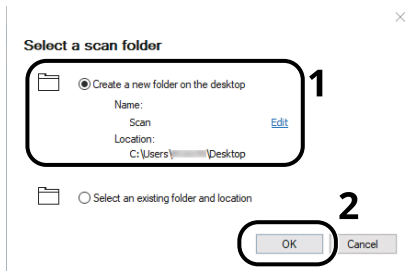 Select a scan folder
1
Create a new folder on the desktop
Name:
Scan
Edit
Location:
C:\Users\ \Desktop
Select an existing folder and location
2
OK
Cancel